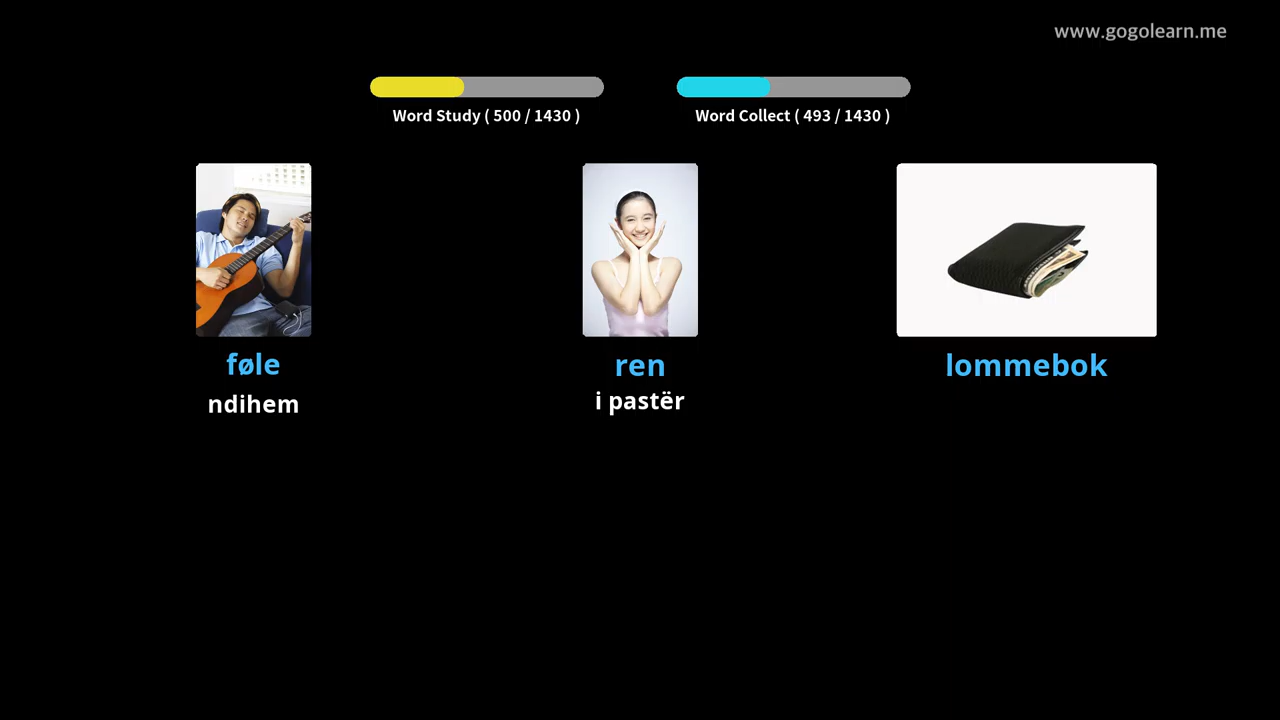 www.gogolearn.me
Word Study ( 500 / 1430 )
Word Collect ( 493 / 1430 )
føle
ren
lommebok
ndihem
i pastër